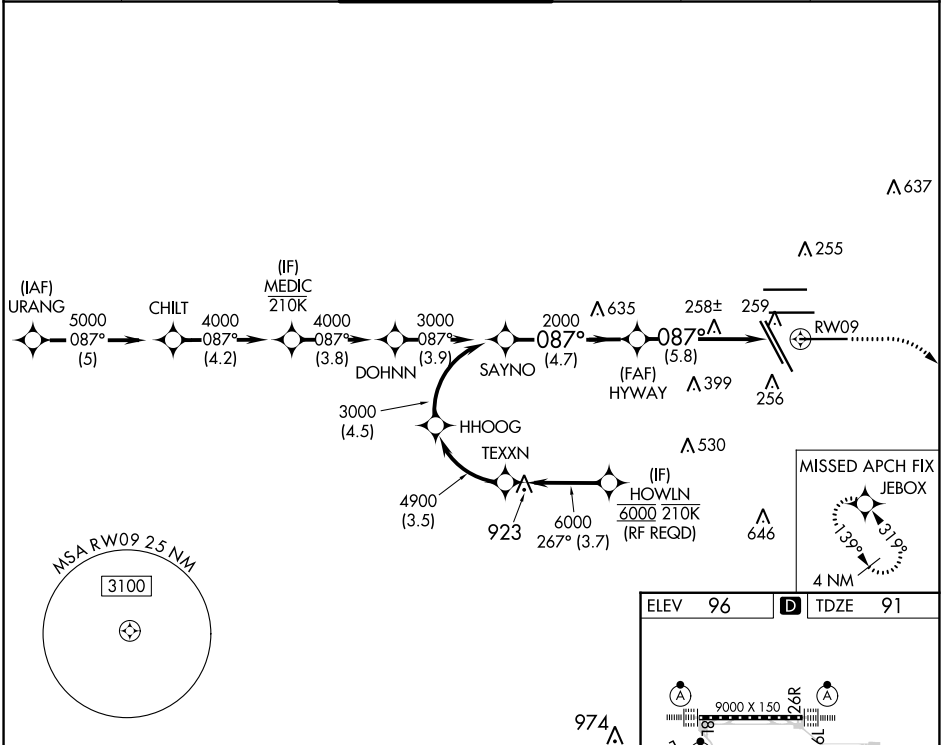 637
255
(IAF)
URANG
5000
087°
(5)
CHILT
4000
087°
(4.2)
(IF)
MEDIC
210K
4000
087°
(3.8)
DOHNN
3000
087°
(3.9)
SAYNO
2000
087°
(4.7)
635
(FAF)
HYWAY
087°
(5.8)
258±
259
RW09
399
256
3000
(4.5)
HHOOG
TEXXN
530
4900
(3.5)
923
6000
267° (3.7)
(IF)
HOWLN
6000 210K
(RF REQD)
646
MISSED APCH FIX
JEBOX
139°
319°
4 NM
MSA RW09 25 NM
3100
ELEV 96 D TDZE 91
A
A
9000 X 150
26R
18L
974